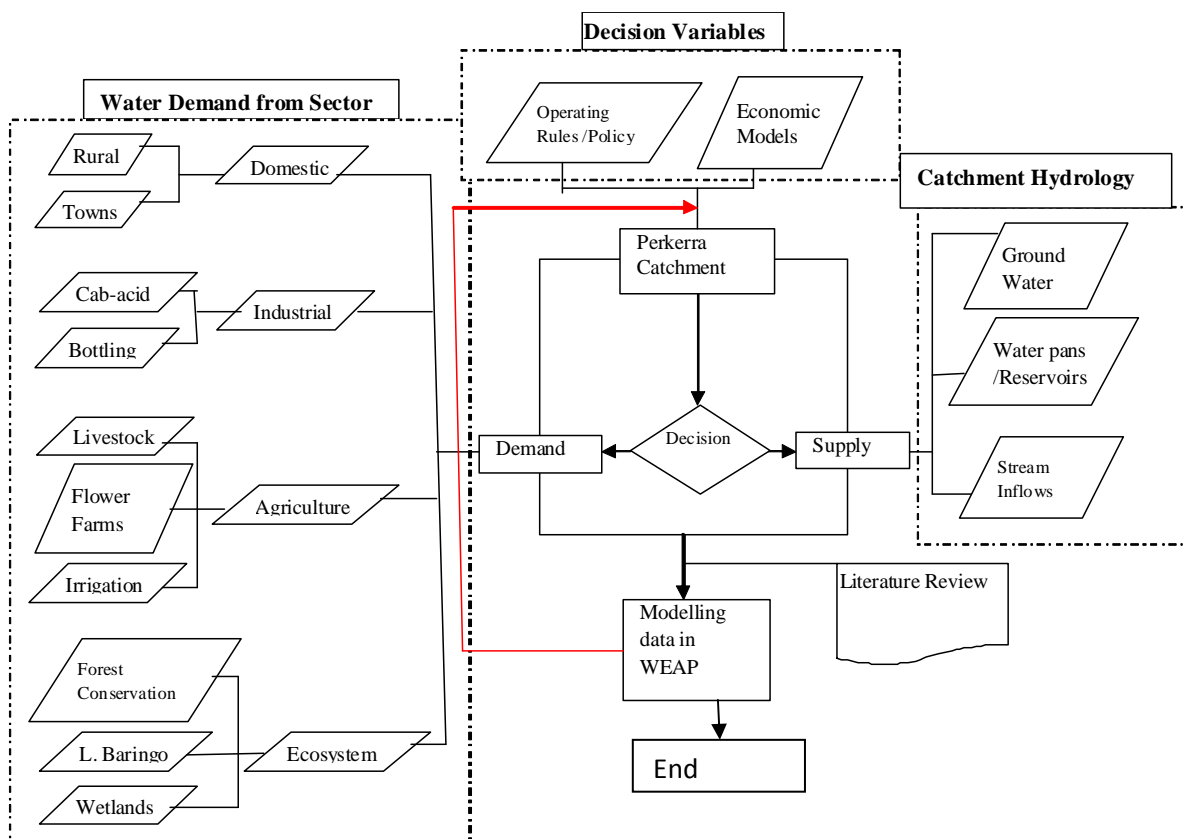 Decision Variables
Water Demand from Sector
Operating
Rules /Policy
Economic
Models
Catchment Hydrology
Rural
Towns
Domestic
Cab-acid
Bottling
Industrial
Livestock
Flower
Farms
Irrigation
Agriculture
Forest
Conservation
L. Baringo
Wetlands
Ecosystem
Perkerra
Catchment
Decision
Demand
Supply
Ground
Water
Water pans
/Reservoirs
Stream
Inflows
Literature Review
Modelling
data in
WEAP
End